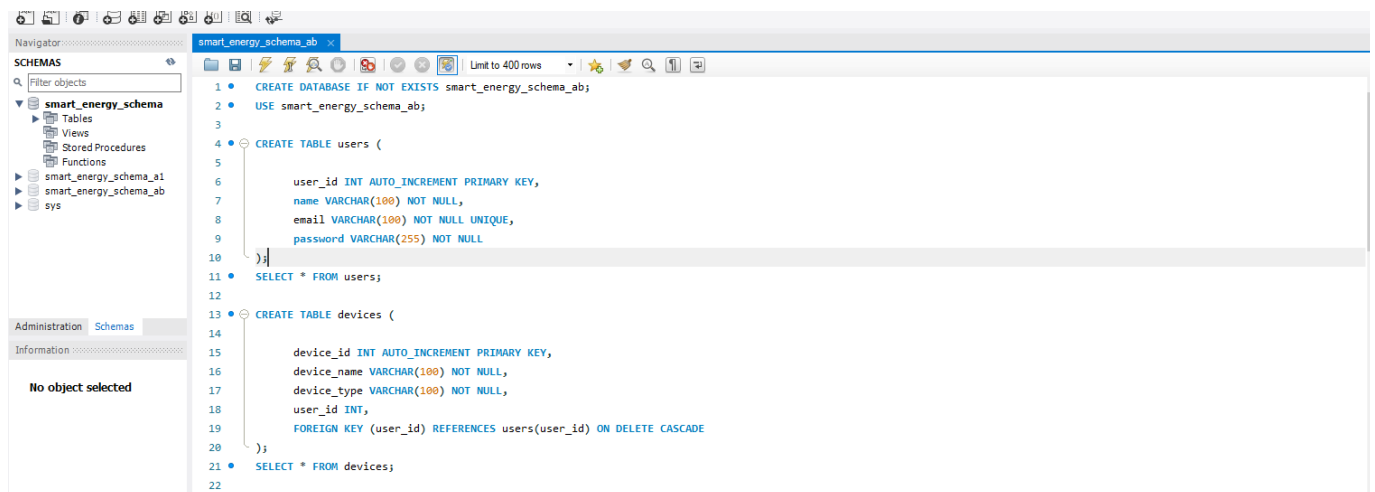 Navigator
SCHEMAS
Filter objects
smart_energy_schema
Tables
Views
Stored Procedures
Functions
smart_energy_schema_a1
smart_energy_schema_ab
sys
Administration Schemas
Information
No object selected
smart_energy_schema_ab
Limit to 400 rows
1 CREATE DATABASE IF NOT EXISTS smart_energy_schema_ab;
2 USE smart_energy_schema_ab;
3
4 CREATE TABLE users (
5
6 user_id INT AUTO_INCREMENT PRIMARY KEY,
7 name VARCHAR(100) NOT NULL,
8 email VARCHAR(100) NOT NULL UNIQUE,
9 password VARCHAR(255) NOT NULL
10 );
11 SELECT * FROM users;
12
13 CREATE TABLE devices (
14
15 device_id INT AUTO_INCREMENT PRIMARY KEY,
16 device_name VARCHAR(100) NOT NULL,
17 device_type VARCHAR(100) NOT NULL,
18 user_id INT,
19 FOREIGN KEY (user_id) REFERENCES users(user_id) ON DELETE CASCADE
20 );
21 SELECT * FROM devices;
22